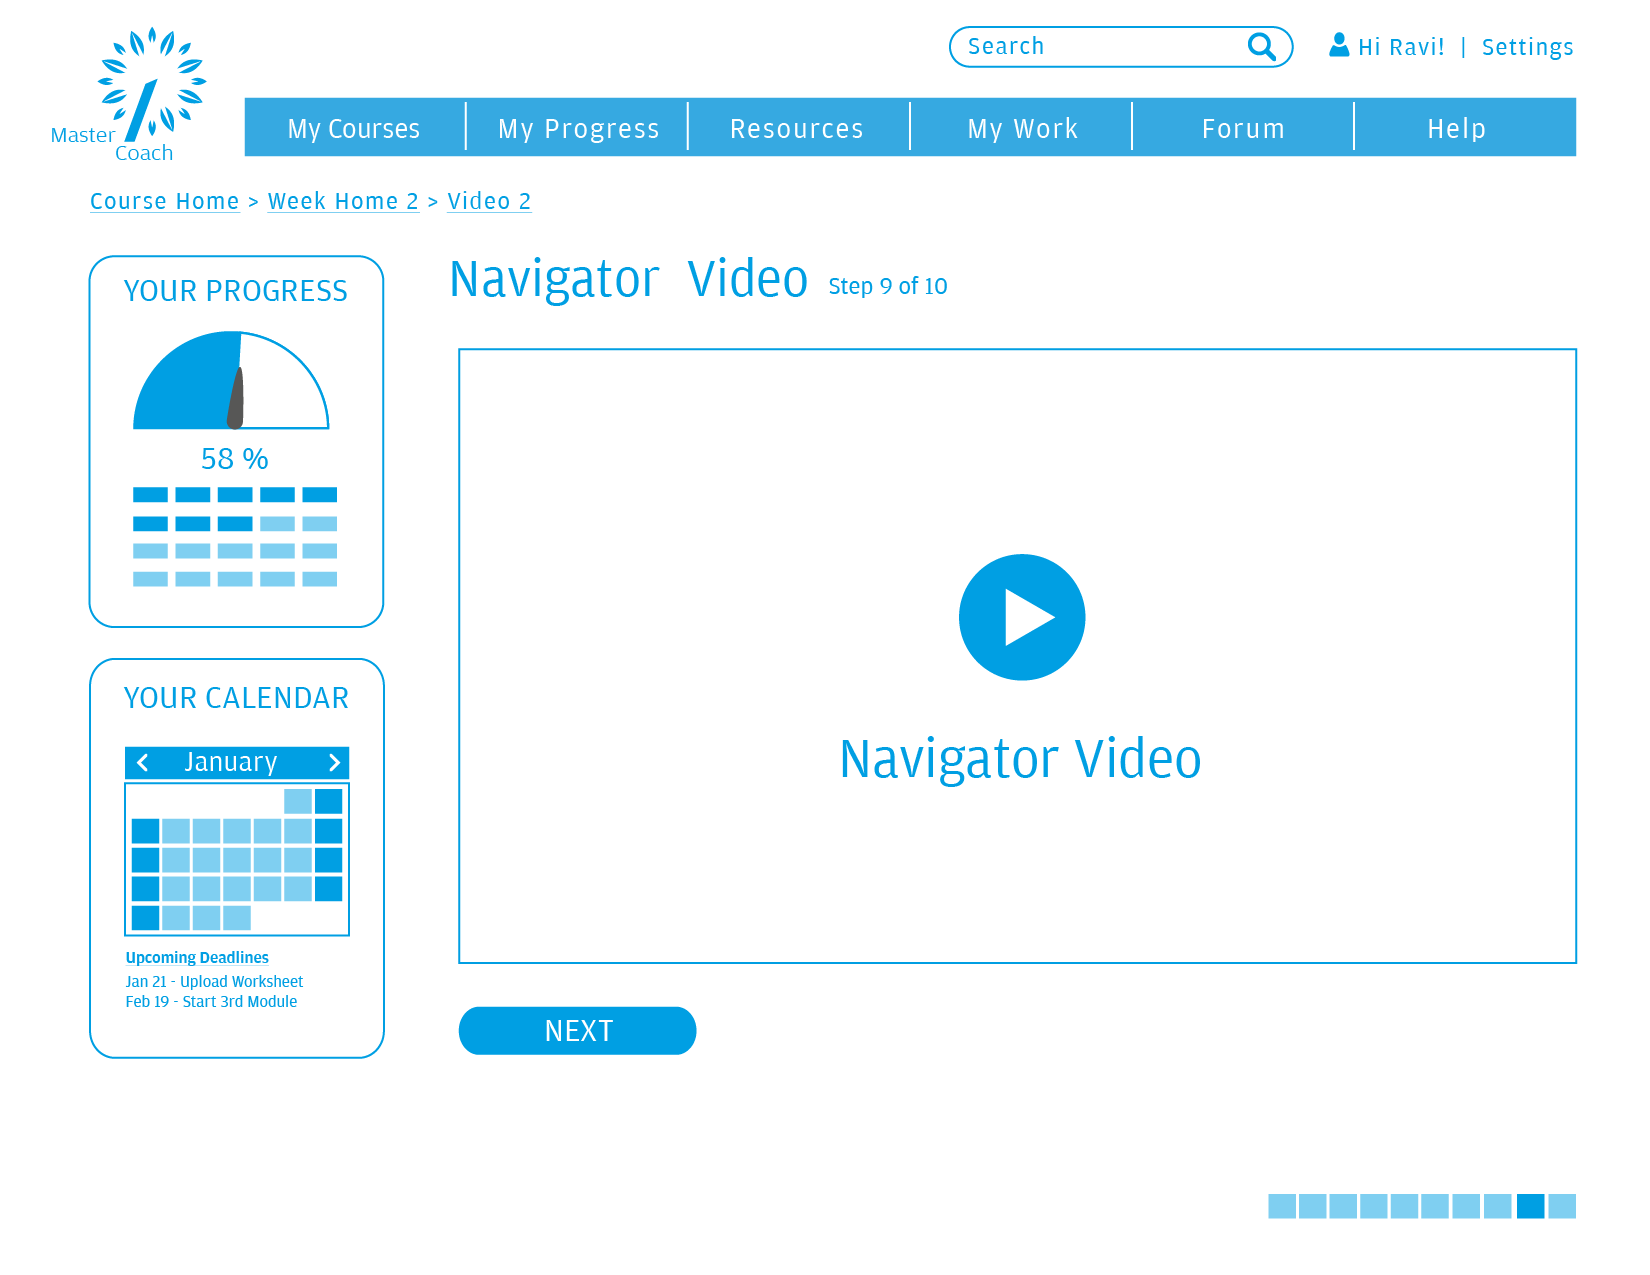 Master
Coach
Search
Hi Ravi! | Settings
My Courses
My Progress
Resources
My Work
Forum
Help
Course Home > Week Home 2 > Video 2
YOUR PROGRESS
58 %
YOUR CALENDAR
January
Upcoming Deadlines
Jan 21 - Upload Worksheet
Feb 19 - Start 3rd Module
Navigator Video Step 9 of 10
Navigator Video
NEXT